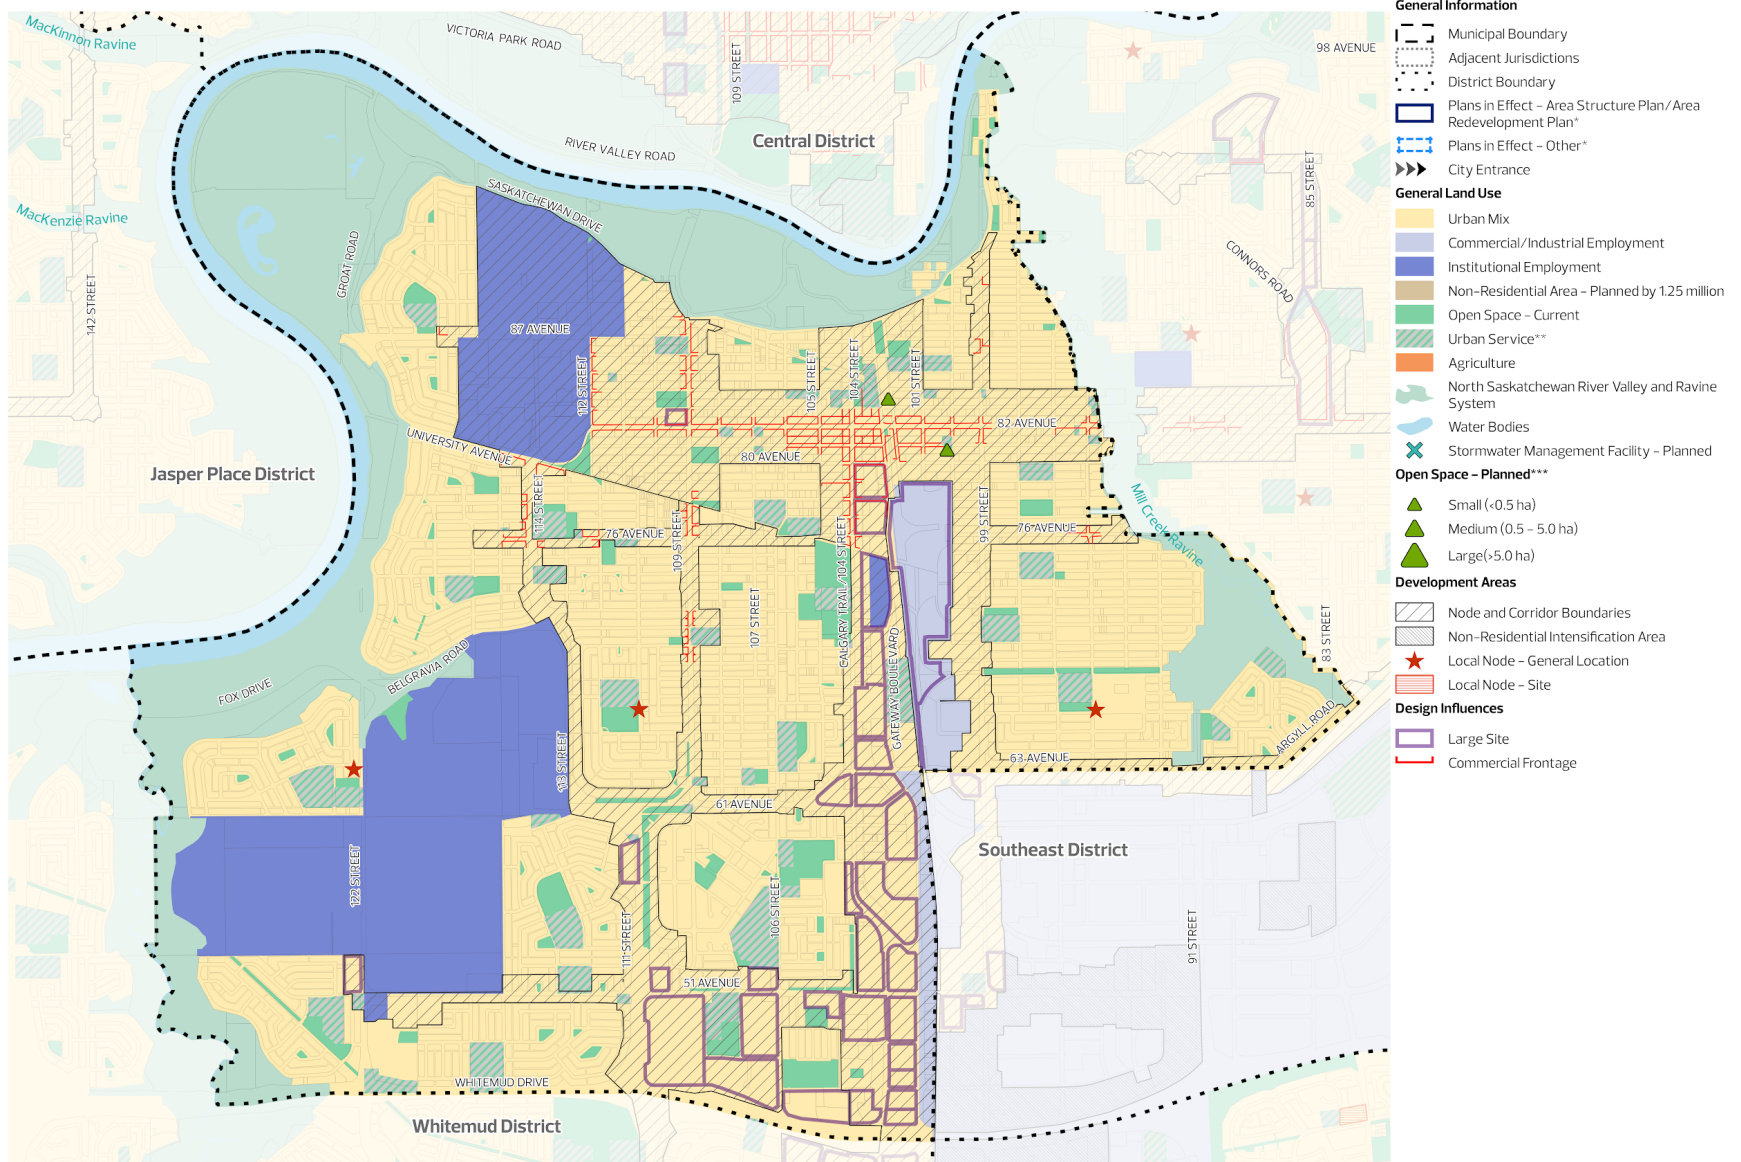 MacKinnon Ravine
VICTORIA PARK ROAD
109 STREET
98 AVENUE
Central District
RIVER VALLEY ROAD
85 STREET
SASKATCHEWAN DRIVE
MacKenzie Ravine
GROAT ROAD
CONNORS ROAD
142 STREET
87 AVENUE
112 STREET
105 STREET
104 STREET
101 STREET
82 AVENUE
UNIVERSITY AVENUE
80 AVENUE
Jasper Place District
114 STREET
99 STREET
Mill Creek Ravine
76 AVENUE
109 STREET
76 AVENUE
CALGARY TRAIL/104 STREET
107 STREET
83 STREET
GATEWAY BOULEVARD
BELGRAVIA ROAD
FOX DRIVE
113 STREET
ARGYLL ROAD
63 AVENUE
61 AVENUE
Southeast District
122 STREET
106 STREET
111 STREET
91 STREET
51 AVENUE
WHITEMUD DRIVE
Whitemud District
General Information
Municipal Boundary
Adjacent Jurisdictions
District Boundary
Plans in Effect - Area Structure Plan/Area
Redevelopment Plan*
Plans in Effect - Other*
City Entrance
General Land Use
Urban Mix
Commercial/Industrial Employment
Institutional Employment
Non-Residential Area - Planned by 1.25 million
Open Space - Current
Urban Service**
Agriculture
North Saskatchewan River Valley and Ravine
System
Water Bodies
Stormwater Management Facility - Planned
Open Space - Planned***
Small (<0.5 ha)
Medium (0.5 - 5.0 ha)
Large(>5.0 ha)
Development Areas
Node and Corridor Boundaries
Non-Residential Intensification Area
Local Node - General Location
Local Node - Site
Design Influences
Large Site
Commercial Frontage